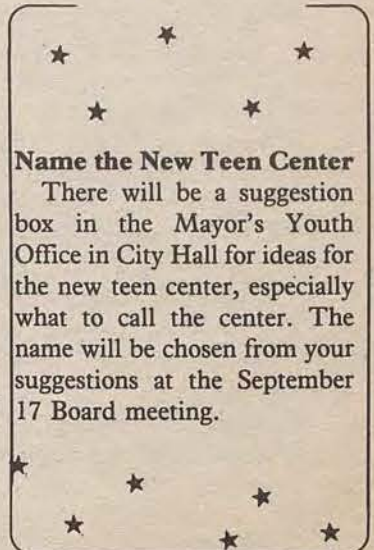 Name the New Teen Center
There will be a suggestion
box in the Mayor's Youth
Office in City Hall for ideas for
the new teen center, especially
what to call the center. The
name will be chosen from your
suggestions at the September
17 Board meeting.